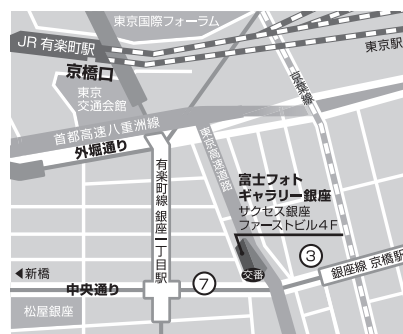 東京国際フォーラム
JR 有楽町駅
東京駅
京橋口
京葉線
東京
交通会館
首都高速八重洲線
外堀通り
東京高速道路
有楽町線 銀座一丁目駅
富士フォト
ギャラリー銀座
サクセス銀座
ファーストビル4F
③
銀座線 京橋駅
◀新橋
中央通り
⑦
交番
松屋銀座